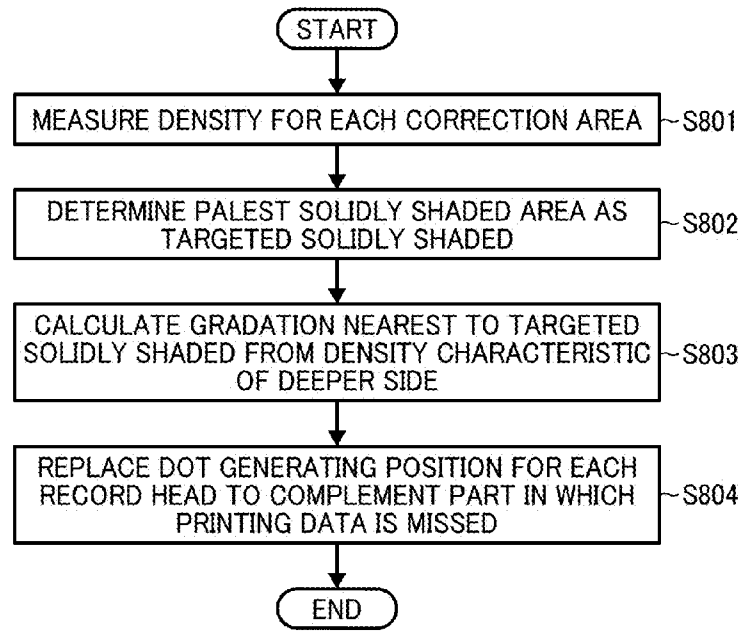 START
MEASURE DENSITY FOR EACH CORRECTION AREA
S801
DETERMINE PALEST SOLIDLY SHADED AREA AS
TARGETED SOLIDLY SHADED
S802
CALCULATE GRADATION NEAREST TO TARGETED
SOLIDLY SHADED FROM DENSITY CHARACTERISTIC
OF DEEPER SIDE
S803
REPLACE DOT GENERATING POSITION FOR EACH
RECORD HEAD TO COMPLEMENT PART IN WHICH
PRINTING DATA IS MISSED
S804
END